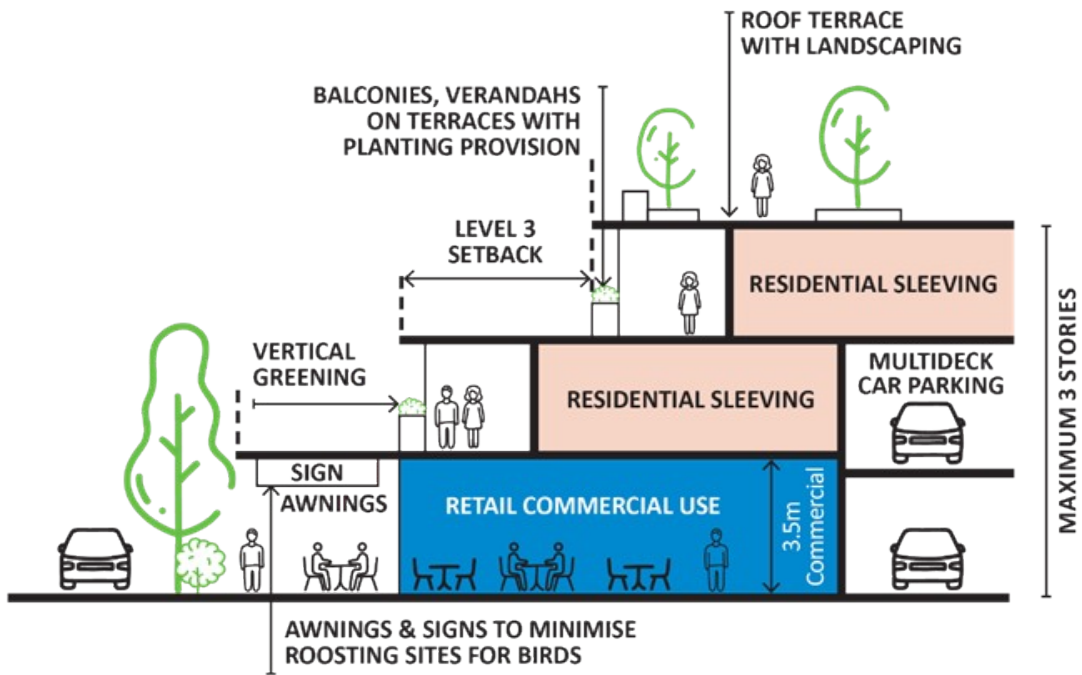 ROOF TERRACE
WITH LANDSCAPING
BALCONIES, VERANDAHS
ON TERRACES WITH
PLANTING PROVISION
LEVEL 3
SETBACK
RESIDENTIAL SLEEVING
VERTICAL
GREENING
RESIDENTIAL SLEEVING
MULTIDECK
CAR PARKING
MAXIMUM 3 STORIES
SIGN
AWNINGS
RETAIL COMMERCIAL USE
3.5m
Commercial
AWNINGS & SIGNS TO MINIMISE
ROOSTING SITES FOR BIRDS